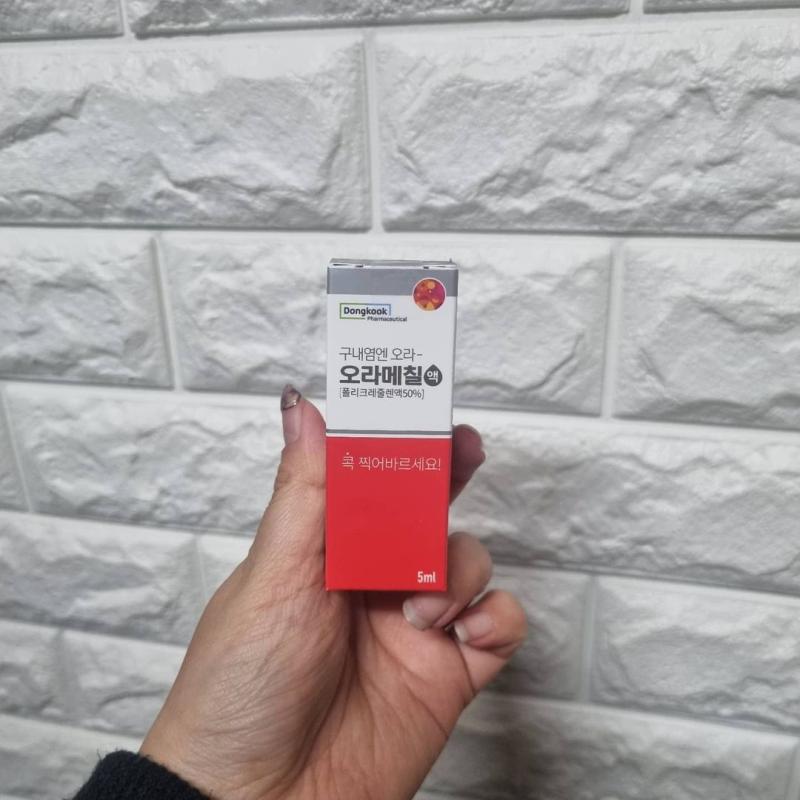 Dongkook
Pharmaceutical
구내염엔 오라-
오라메칠액
[폴리크레줄렌액50%]
콕 찍어바르세요!
5ml